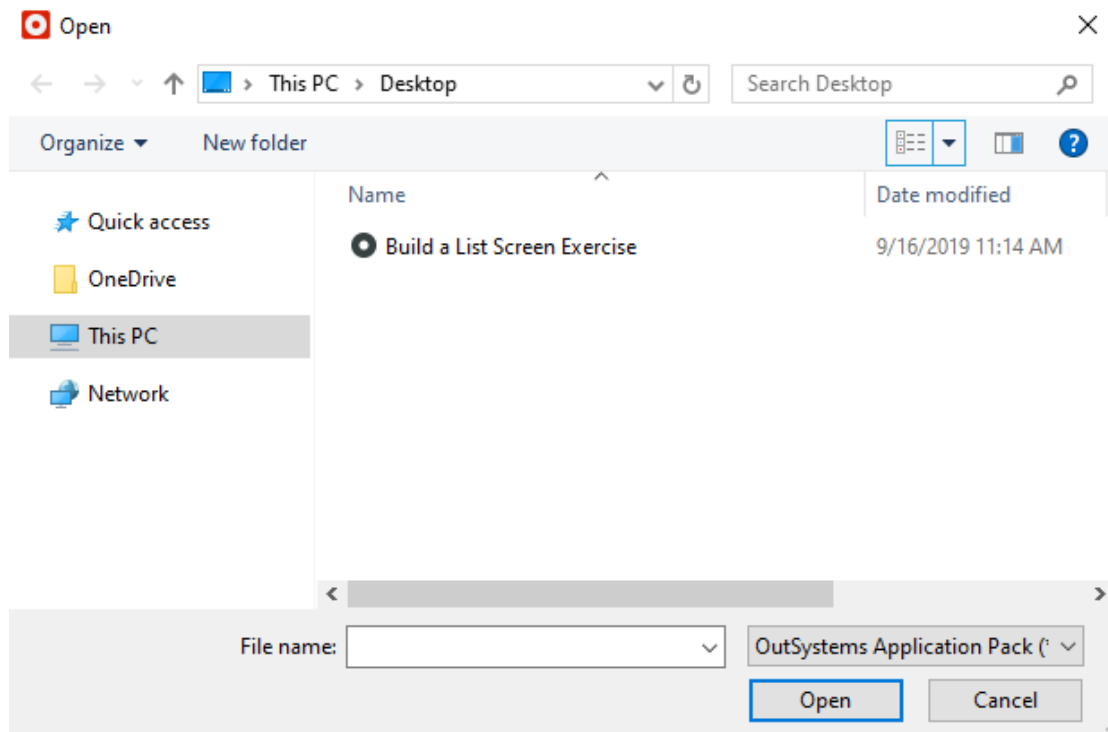 Open
This PC > Desktop
Search Desktop
Organize
New folder
Name
Date modified
Quick access
Build a List Screen Exercise
9/16/2019 11:14 AM
OneDrive
This PC
Network
File name:
OutSystems Application Pack (*
Open
Cancel